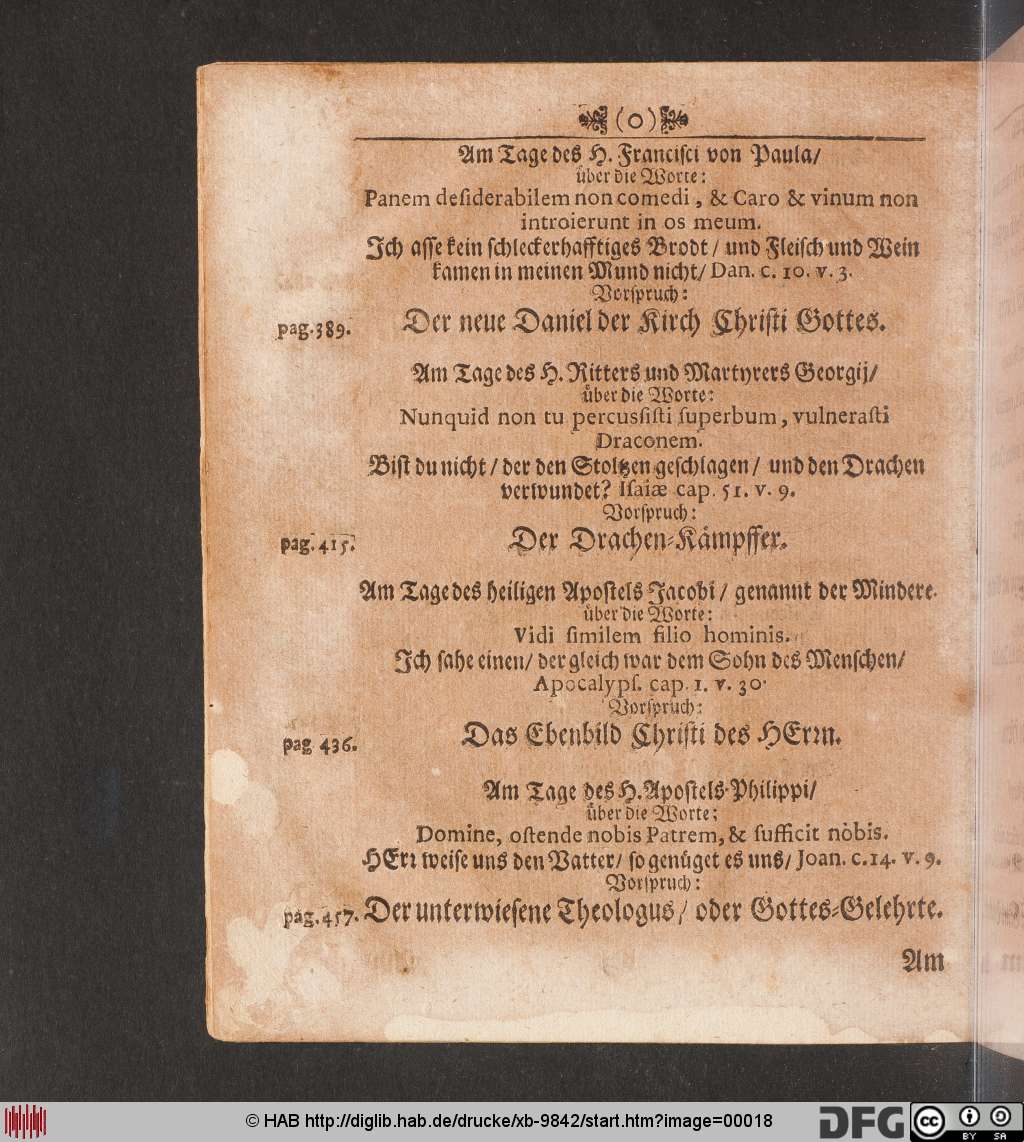 (o)
Am Tage des H. Francisci von Paula/
über die Worte:
Panem deſiderabilem non comedi, & Caro & vinum non
introierunt in os meum.
Ich aſſe kein ſchleckerhafftiges Brodt / und Fleiſch und Wein
kamen in meinen Mund nicht/ Dan. c. 10. v. 3.
Vorſpruch:
pag. 389. Der neue Daniel der Kirch Chriſti Gottes.
Am Tage des H. Ritters und Martyrers Georgij/
über die Worte:
Nunquid non tu percusſiſti ſuperbum, vulneraſti
Draconem.
Biſt du nicht / der den Stoltzen geſchlagen / und den Drachen
verwundet? Iſaiæ cap. 51. v. 9.
Vorſpruch:
pag. 415. Der Drachen-Kämpffer.
Am Tage des heiligen Apoſtels Jacobi / genannt der Mindere.
über die Worte:
Vidi ſimilem filio hominis.
Ich ſahe einen/ der gleich war dem Sohn des Menſchen/
Apocalypſ. cap. 1. v. 30.
Vorſpruch:
pag 436. Das Ebenbild Chriſti des HErꝛn.
Am Tage des H. Apoſtels Philippi/
über die Worte:
Domine, oſtende nobis Patrem, & ſufficit nòbis.
HErꝛ weiſe uns den Vatter/ ſo genüget es uns/ Joan. c. 14. v. 9.
Vorſpruch:
pag. 457. Der unterwieſene Theologus/ oder Gottes-Gelehrte.
Am
© HAB http://diglib.hab.de/drucke/xb-9842/start.htm?image=00018
DFG
cc BY SA